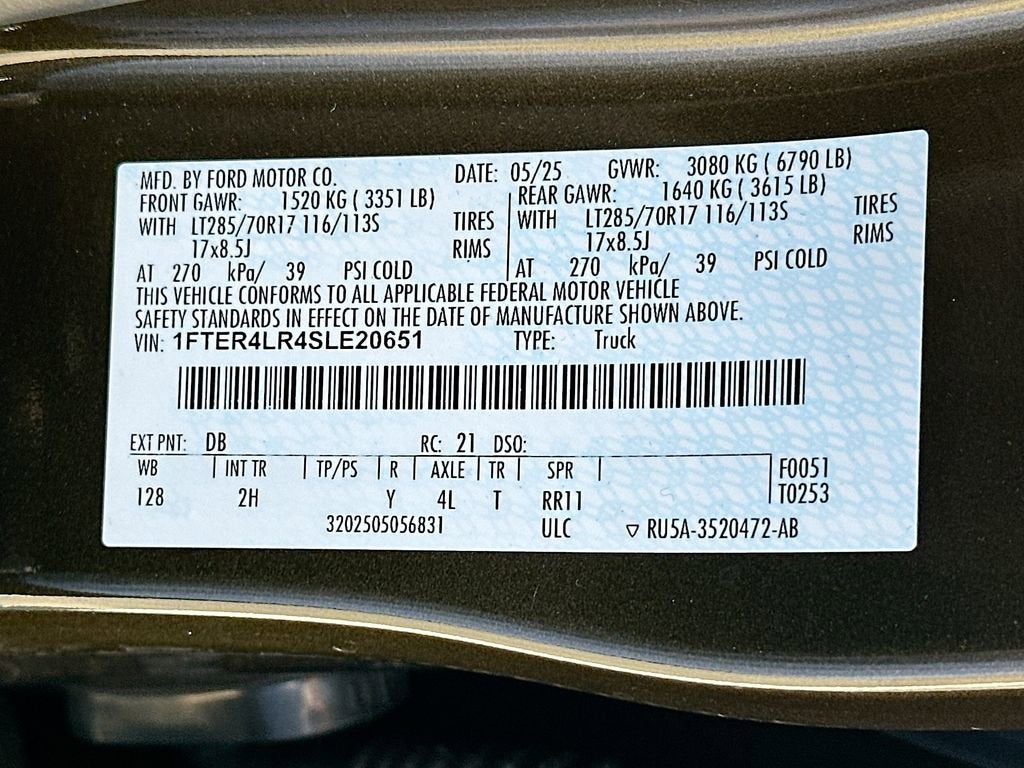 MFD. BY FORD MOTOR CO. DATE: 05/25 GVWR: 3080 KG ( 6790 LB)
FRONT GAWR: 1520 KG ( 3351 LB) REAR GAWR: 1640 KG ( 3615 LB)
WITH LT285/70R17 116/113S TIRES WITH LT285/70R17 116/113S TIRES
17x8.5J RIMS 17x8.5J RIMS
AT 270 kPa/ 39 PSI COLD AT 270 kPa/ 39 PSI COLD
THIS VEHICLE CONFORMS TO ALL APPLICABLE FEDERAL MOTOR VEHICLE
SAFETY STANDARDS IN EFFECT ON THE DATE OF MANUFACTURE SHOWN ABOVE.
VIN: 1FTER4LR4SLE20651 TYPE: Truck
EXT PNT: DB RC: 21 DSO:
WB INT TR TP/PS R AXLE TR SPR F0051
128 2H Y 4L T RR11 T0253
3202505056831 ULC ▽ RU5A-3520472-AB